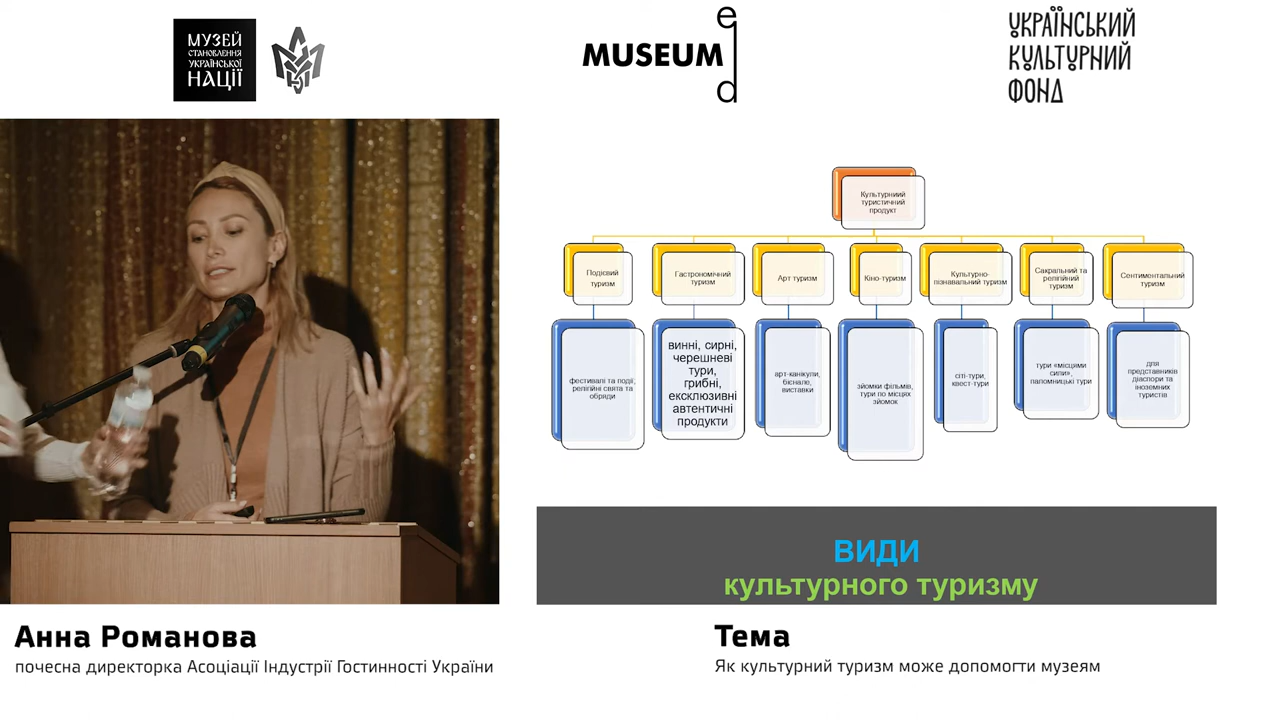 МУЗЕЙ
СТАНОВЛЕННЯ
УКРАЇНСЬКОЇ
НАЦІЇ
MUSEUM
ed
УКРАЇНСЬКИЙ
КУЛЬТУРНИЙ
ФОНД
Культурниий
туристичний
продукт
Подієвий
туризм
Гастрономічний
туризм
Арт туризм
Кіно-туризм
Культурно-
пізнавальний туризм
Сакральний та
релігійний
туризм
Сентиментальний
туризм
фестивалі та події;
релігійні свята та
обряди
винні, сирні,
черешневі
тури,
грибні,
ексклюзивні
автентичні
продукти
арт-канікули,
бієнале,
виставки
зйомки фільмів,
тури по місцях
зйомок
сіті-тури,
квест-тури
тури «місцями
сили»,
паломницькі тури
для
представників
діаспори та
іноземних
туристів
ВИДИ
культурного туризму
Анна Романова
почесна директорка Асоціації Індустрії Гостинності України
Тема
Як культурний туризм може допомогти музеям